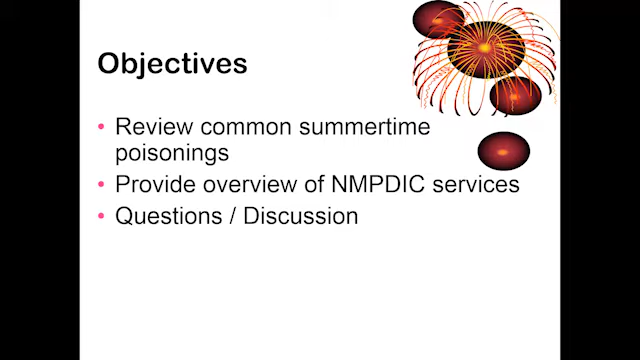 Objectives
• Review common summertime
poisonings
• Provide overview of NMPDIC services
• Questions / Discussion